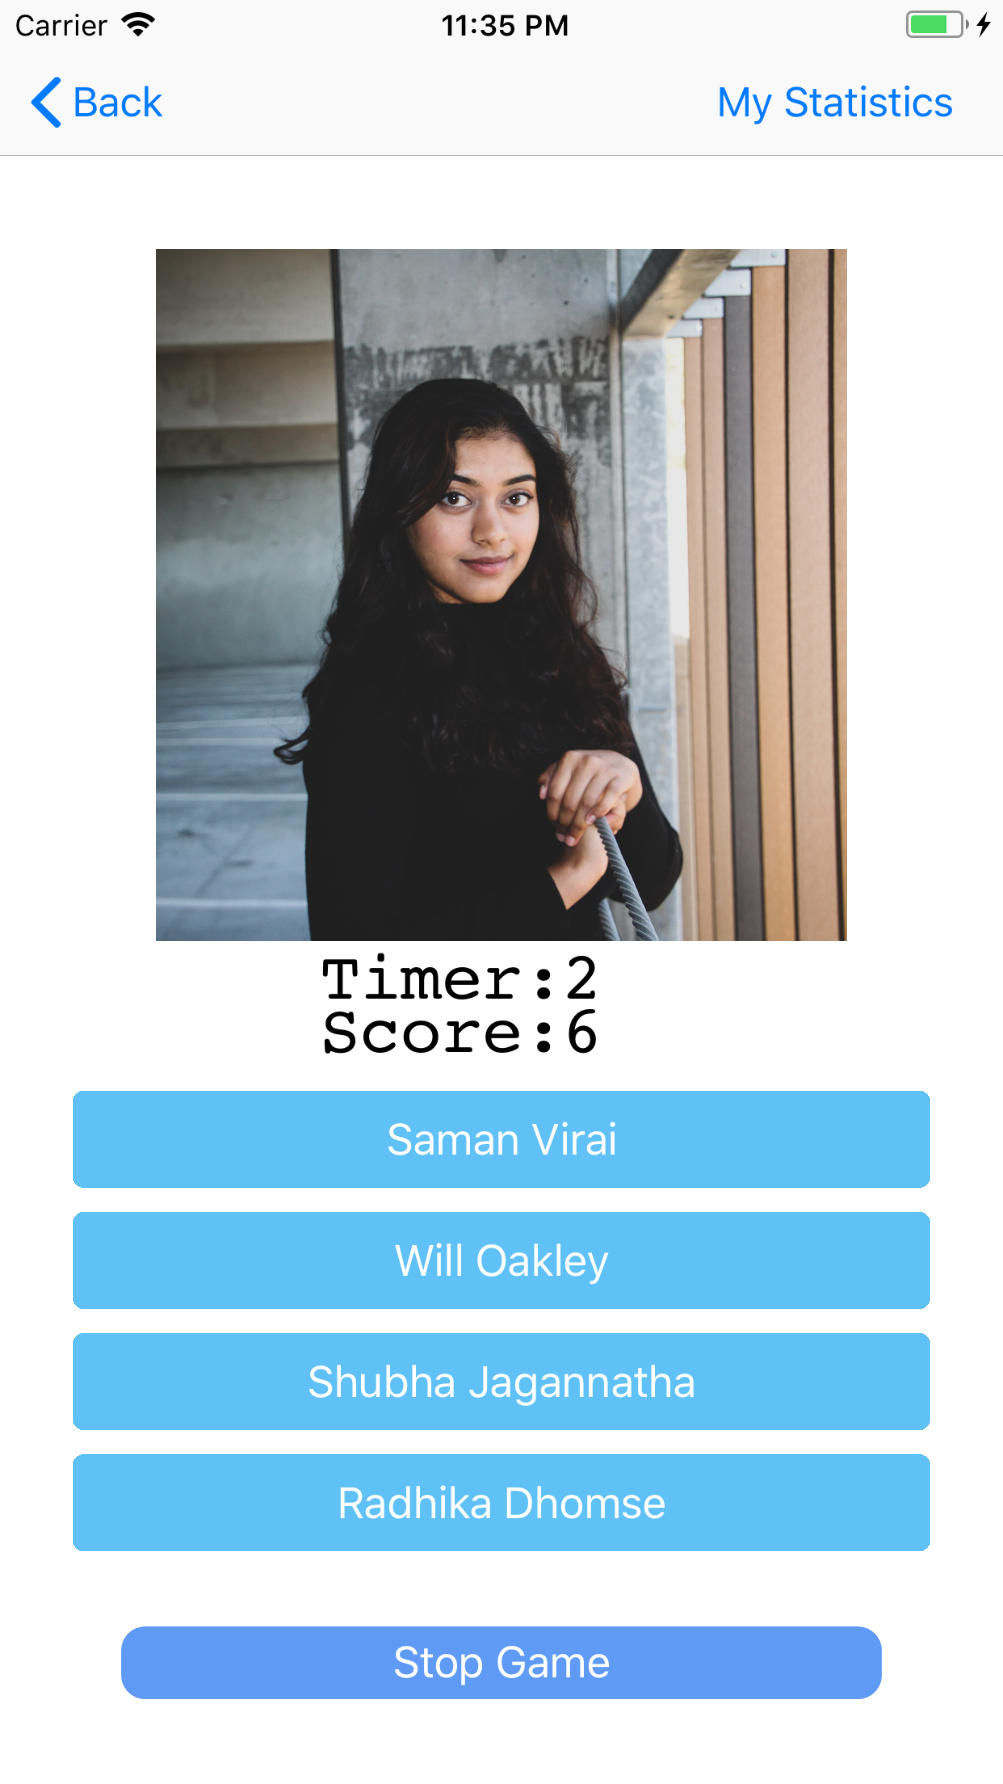 Carrier 11:35 PM
Back My Statistics
Timer:2
Score:6
Saman Virai
Will Oakley
Shubha Jagannatha
Radhika Dhomse
Stop Game